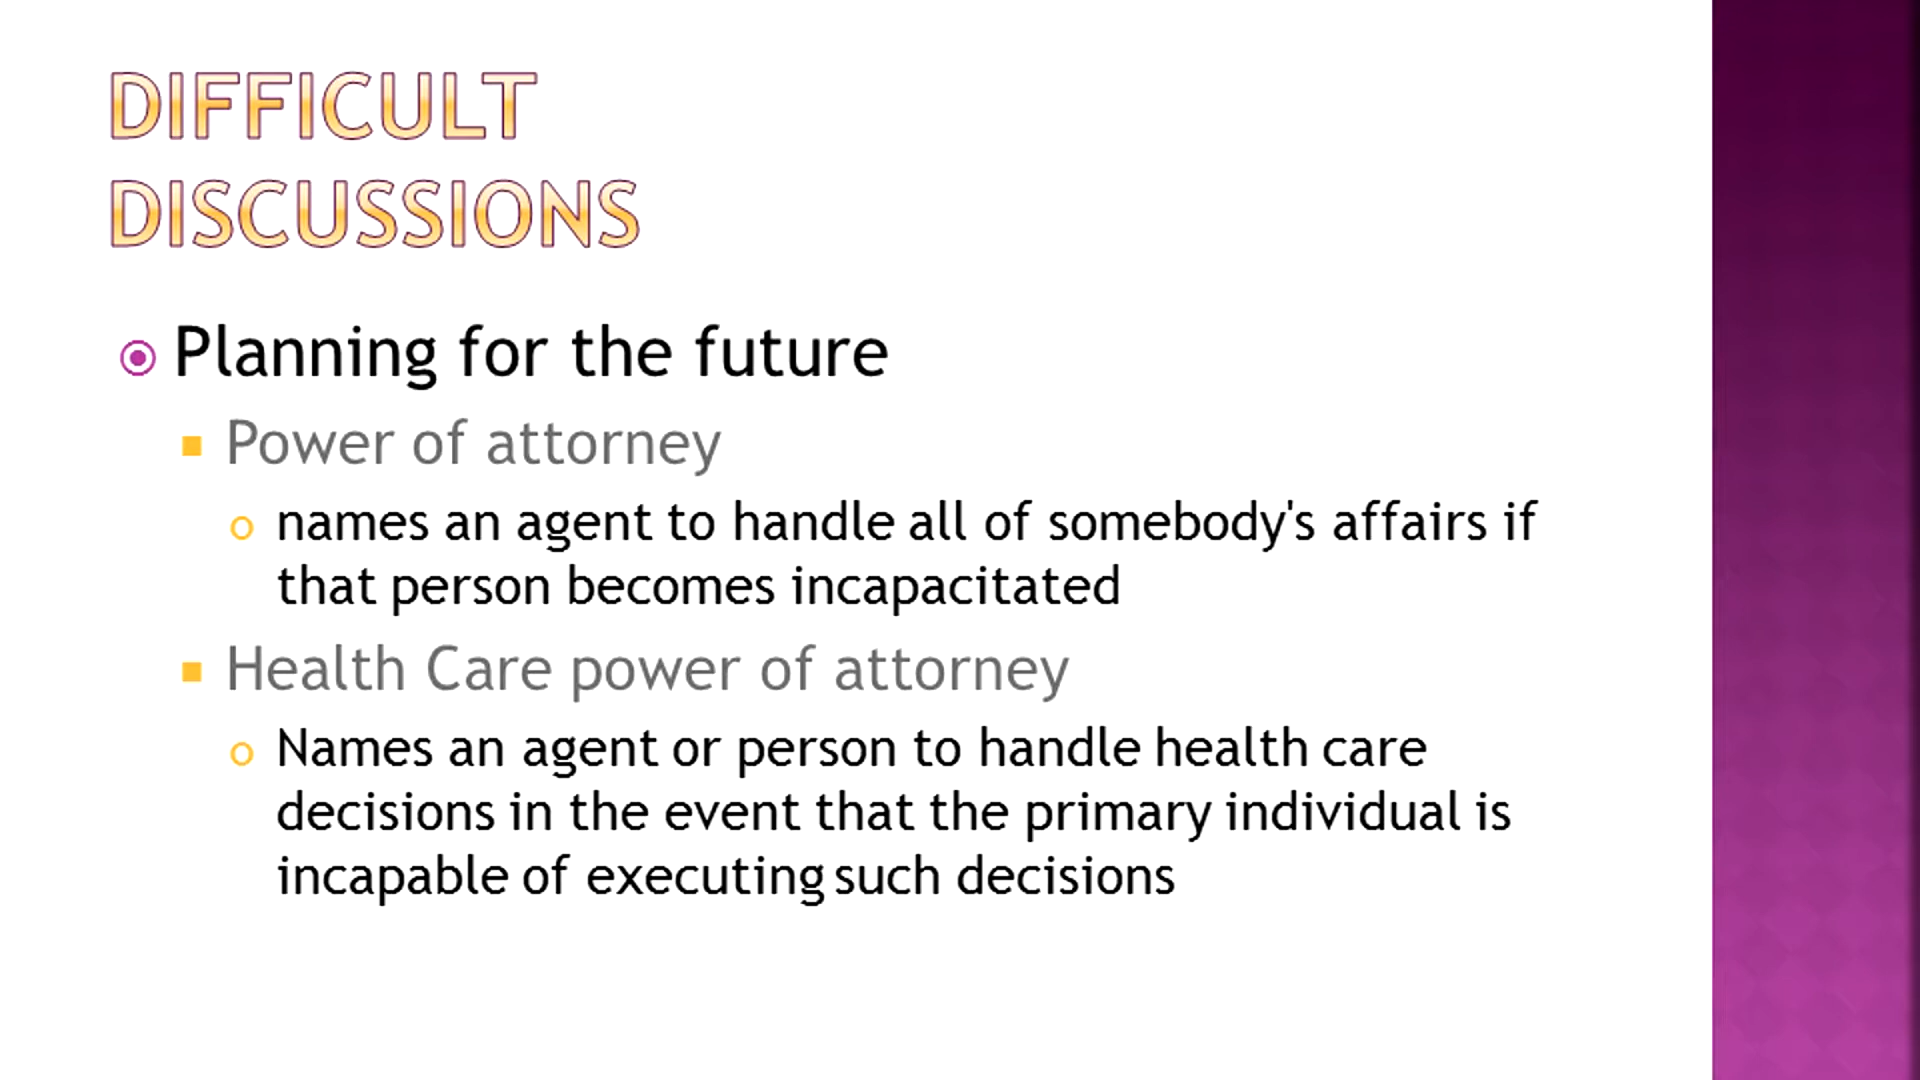 DIFFICULT
DISCUSSIONS
Planning for the future
Power of attorney
names an agent to handle all of somebody's affairs if
that person becomes incapacitated
Health Care power of attorney
Names an agent or person to handle health care
decisions in the event that the primary individual is
incapable of executing such decisions